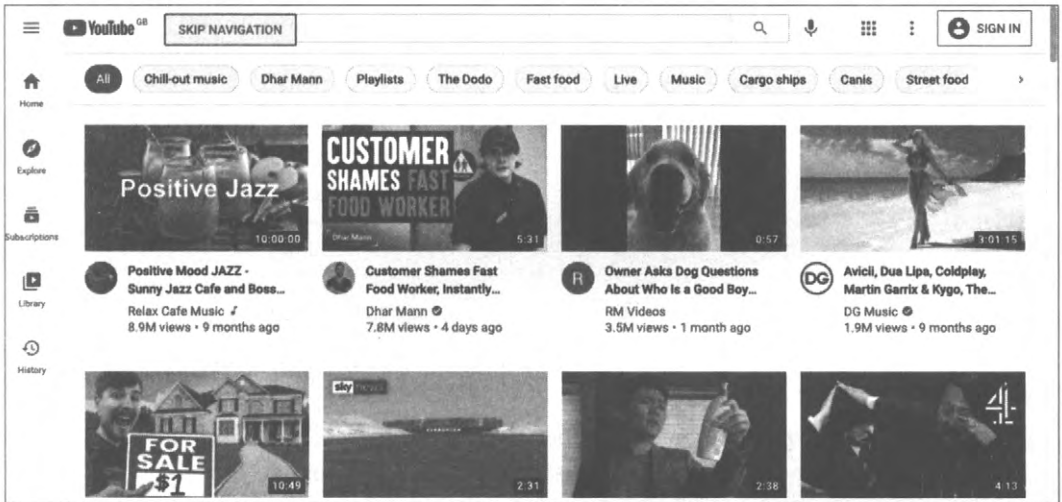 YouTube GB
SKIP NAVIGATION
SIGN IN
All
Chill-out music
Dhar Mann
Playlists
The Dodo
Fast food
Live
Music
Cargo ships
Canis
Street food
Home
Explore
Subscriptions
Library
History
Positive Jazz
10:00:00
CUSTOMER
SHAMES FAST
FOOD WORKER
Dhar Mann
5:31
0:57
3:01:15
Positive Mood JAZZ -
Sunny Jazz Cafe and Boss...
Relax Cafe Music
8.9M views • 9 months ago
Customer Shames Fast
Food Worker, Instantly...
Dhar Mann
7.8M views • 4 days ago
R
Owner Asks Dog Questions
About Who Is a Good Boy...
RM Videos
3.5M views • 1 month ago
DG
Avicii, Dua Lipa, Coldplay,
Martin Garrix & Kygo, The...
DG Music
1.9M views • 9 months ago
FOR
SALE
$1
10:49
sky news
EVERGREEN
2:31
2:38
4
4:13